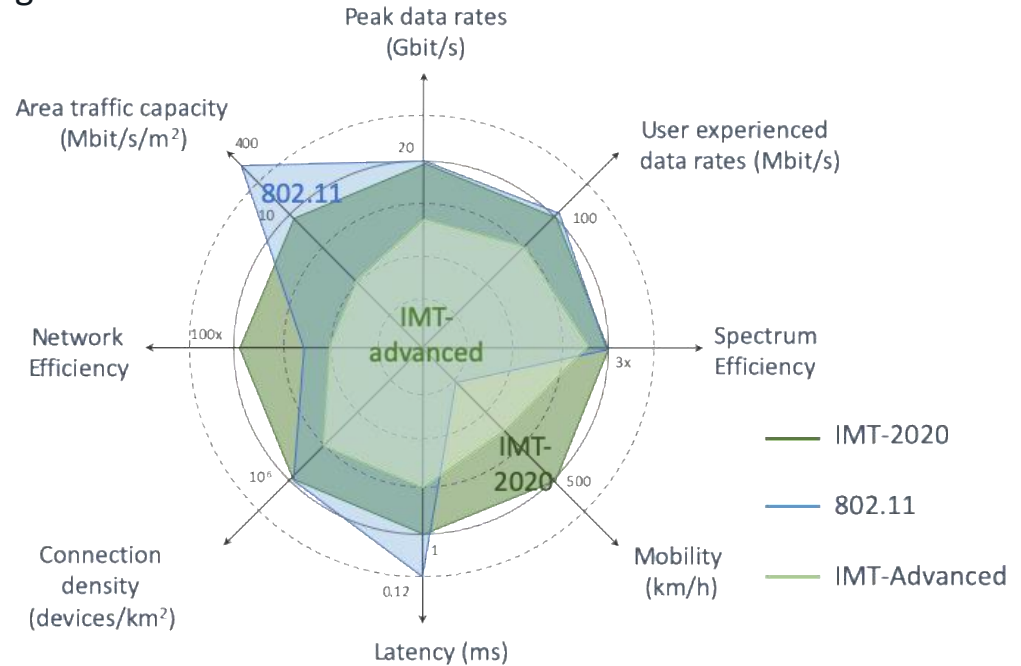 Peak data rates
(Gbit/s)
Area traffic capacity
(Mbit/s/m²)
User experienced
data rates (Mbit/s)
400
20
802.11
10
100
Network
Efficiency
100x
IMT-
advanced
Spectrum
Efficiency
3x
IMT-
2020
500
10⁶
1
0.12
Connection
density
(devices/km²)
Mobility
(km/h)
Latency (ms)
IMT-2020
802.11
IMT-Advanced